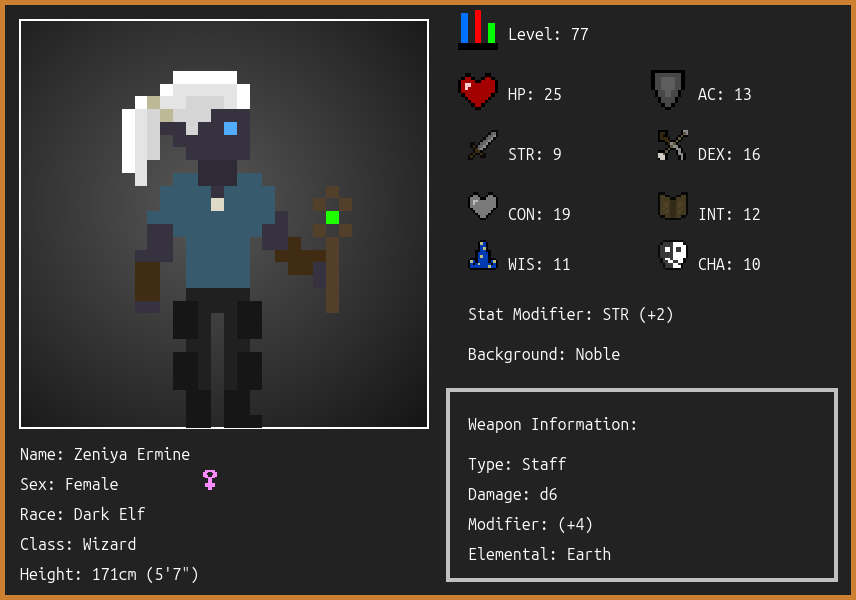 Level: 77
HP: 25
AC: 13
STR: 9
DEX: 16
CON: 19
INT: 12
WIS: 11
CHA: 10
Stat Modifier: STR (+2)
Background: Noble
Weapon Information:
Type: Staff
Damage: d6
Modifier: (+4)
Elemental: Earth
Name: Zeniya Ermine
Sex: Female
Race: Dark Elf
Class: Wizard
Height: 171cm (5'7")